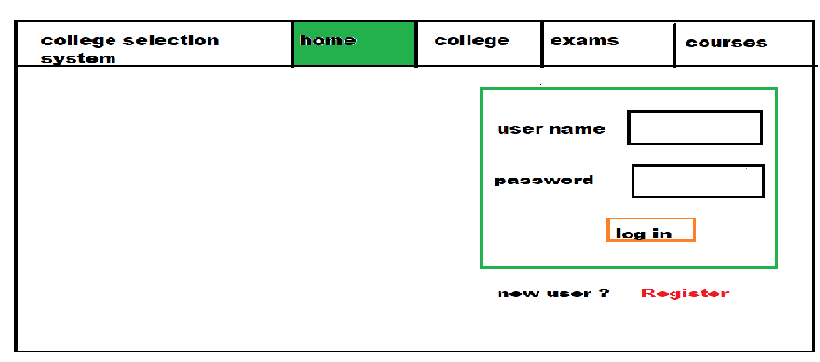 college selection system
home
college
exams
courses
user name
password
log in
new user ? Register